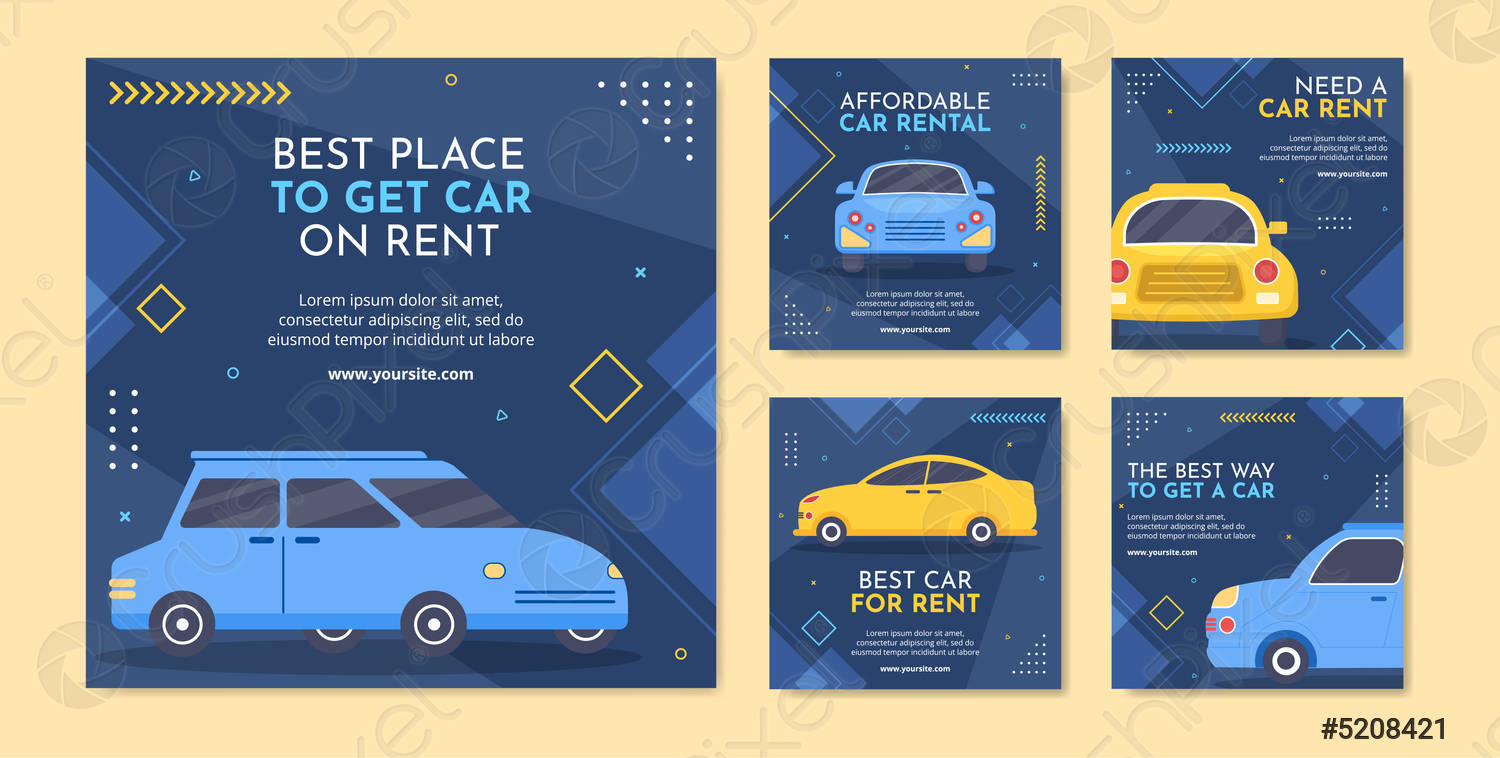 BEST PLACE
TO GET CAR
ON RENT
Lorem ipsum dolor sit amet,
consectetur adipiscing elit, sed do
eiusmod tempor incididunt ut labore
www.yoursite.com
AFFORDABLE
CAR RENTAL
Lorem ipsum dolor sit amet,
consectetur adipiscing elit, sed do
eiusmod tempor incididunt ut labore
www.yoursite.com
NEED A
CAR RENT
Lorem ipsum dolor sit amet,
consectetur adipiscing elit, sed do
eiusmod tempor incididunt ut labore
www.yoursite.com
BEST CAR
FOR RENT
Lorem ipsum dolor sit amet,
consectetur adipiscing elit, sed do
eiusmod tempor incididunt ut labore
www.yoursite.com
THE BEST WAY
TO GET A CAR
Lorem ipsum dolor sit amet,
consectetur adipiscing elit, sed do
eiusmod tempor incididunt ut labore
www.yoursite.com
#5208421